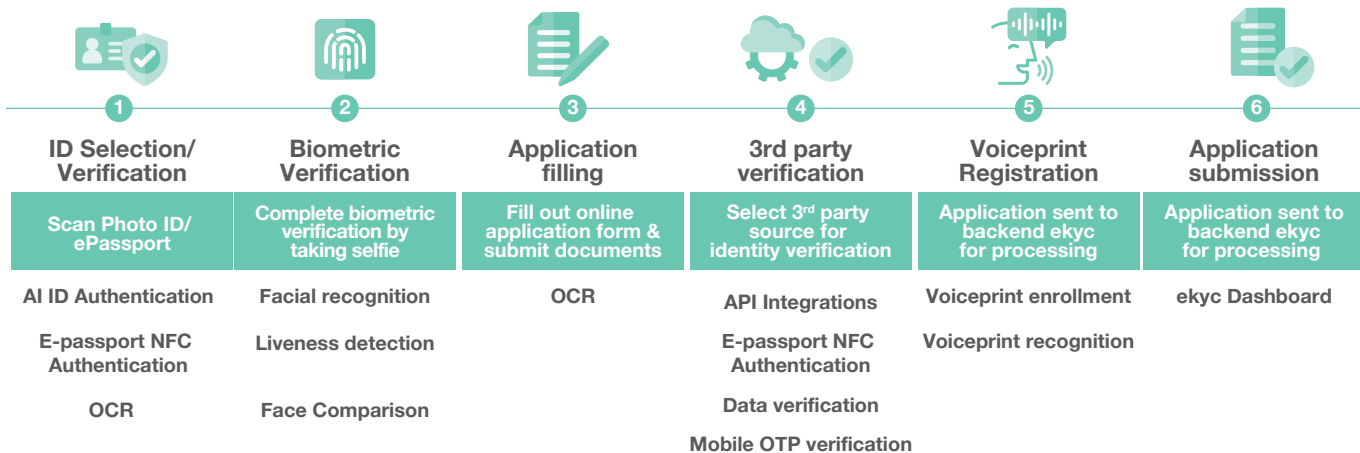 1
ID Selection/
Verification
Scan Photo ID/
ePassport
AI ID Authentication
E-passport NFC
Authentication
OCR
2
Biometric
Verification
Complete biometric
verification by
taking selfie
Facial recognition
Liveness detection
Face Comparison
3
Application
filling
Fill out online
application form &
submit documents
OCR
4
3rd party
verification
Select 3rd party
source for
identity verification
API Integrations
E-passport NFC
Authentication
Data verification
Mobile OTP verification
5
Voiceprint
Registration
Application sent to
backend ekyc
for processing
Voiceprint enrollment
Voiceprint recognition
6
Application
submission
Application sent to
backend ekyc
for processing
ekyc Dashboard